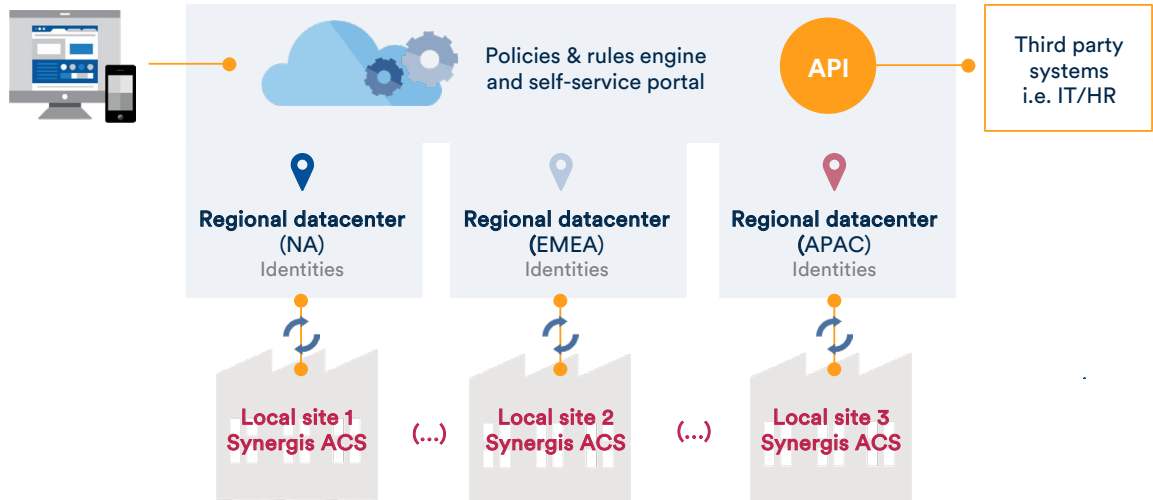 Policies & rules engine
and self-service portal
API
Third party
systems
i.e. IT/HR
Regional datacenter
(NA)
Identities
Regional datacenter
(EMEA)
Identities
Regional datacenter
(APAC)
Identities
Local site 1
Synergis ACS
(...)
Local site 2
Synergis ACS
(...)
Local site 3
Synergis ACS